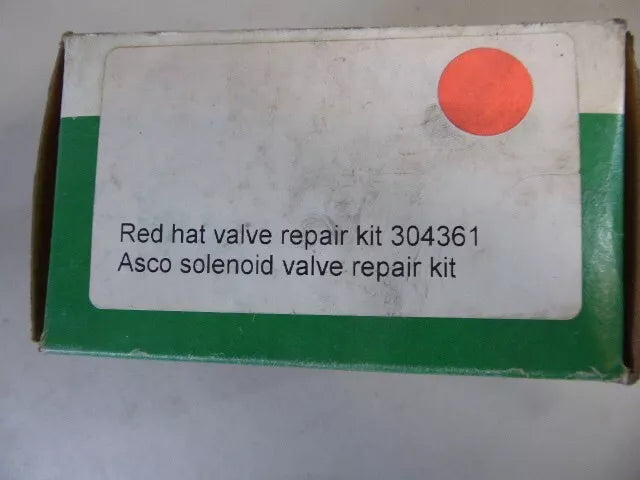 Red hat valve repair kit 304361
Asco solenoid valve repair kit